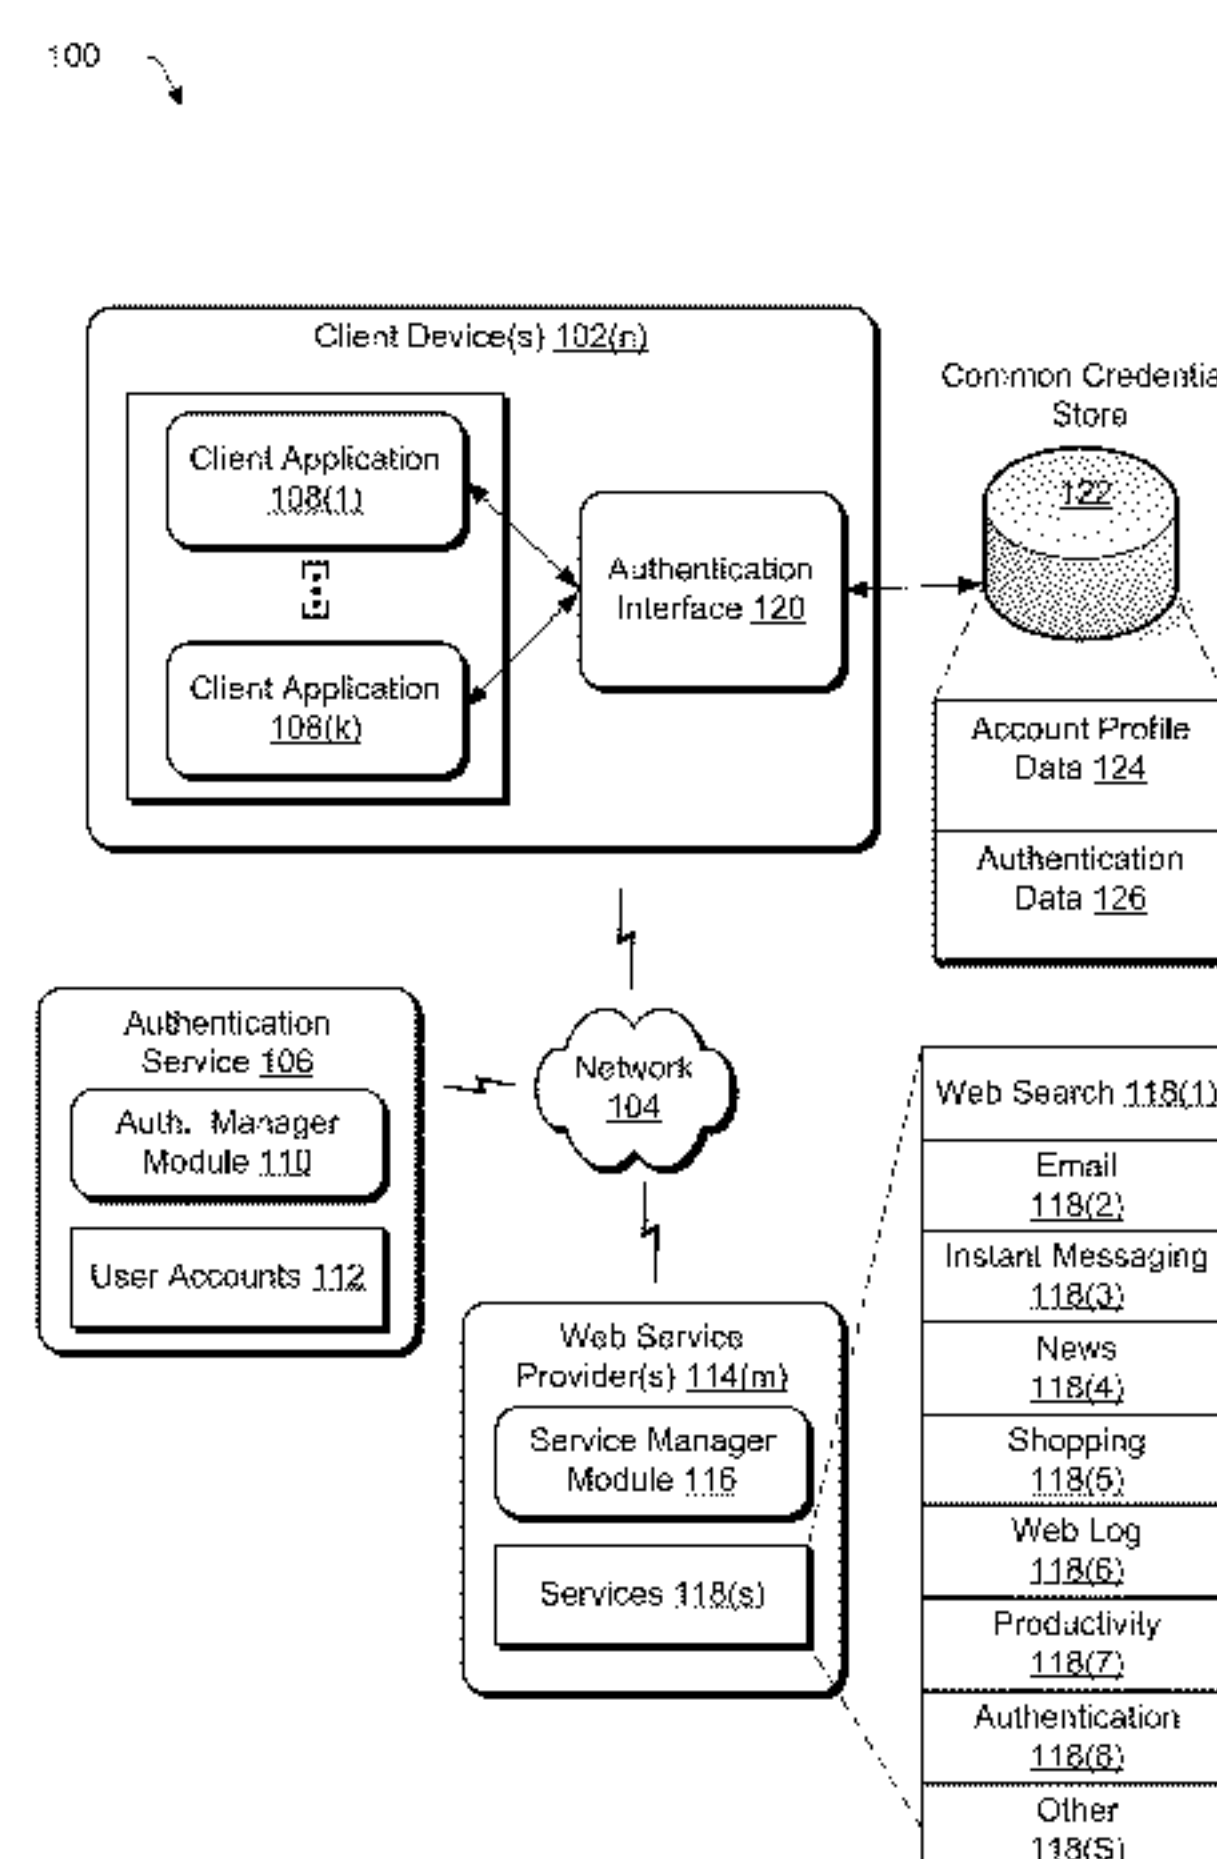 100
Client Device(s) 102(n)
Client Application
108(1)
Client Application
108(k)
Authentication
Interface 120
Common Credentia
Store
122
Account Profile
Data 124
Authentication
Data 126
Authentication
Service 106
Auth. Manager
Module 110
User Accounts 112
Network
104
Web Service
Provider(s) 114(m)
Service Manager
Module 116
Services 118(s)
Web Search 118(1)
Email
118(2)
Instant Messaging
118(3)
News
118(4)
Shopping
118(5)
Web Log
118(6)
Productivity
118(7)
Authentication
118(8)
Other
118(S)